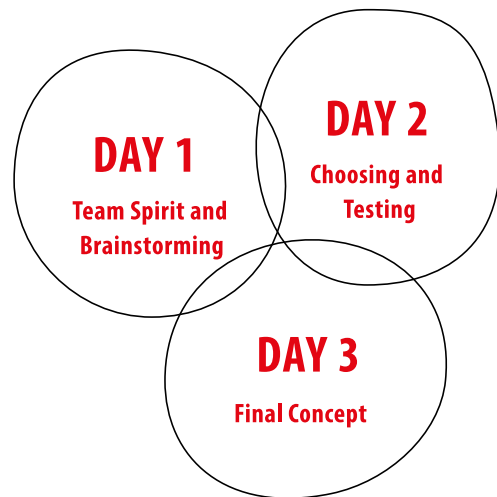 DAY 1
Team Spirit and
Brainstorming
DAY 2
Choosing and
Testing
DAY 3
Final Concept